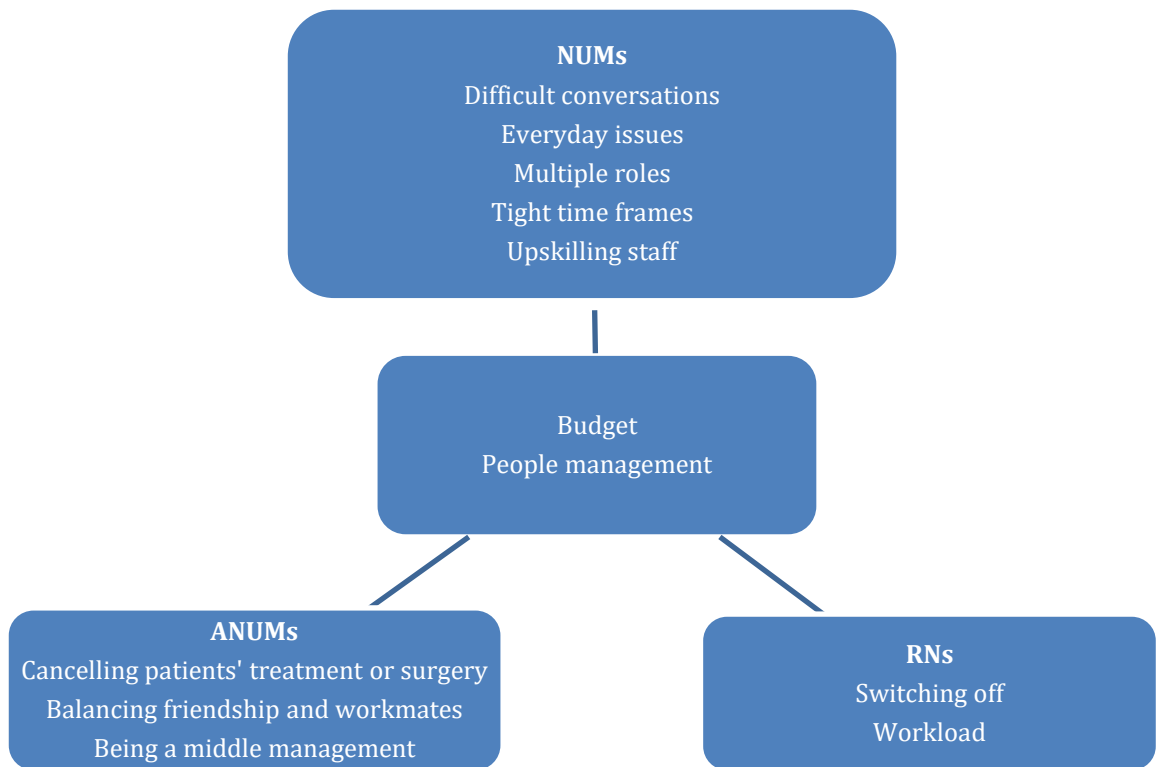 NUMs
Difficult conversations
Everyday issues
Multiple roles
Tight time frames
Upskilling staff
Budget
People management
ANUMs
Cancelling patients' treatment or surgery
Balancing friendship and workmates
Being a middle management
RNs
Switching off
Workload